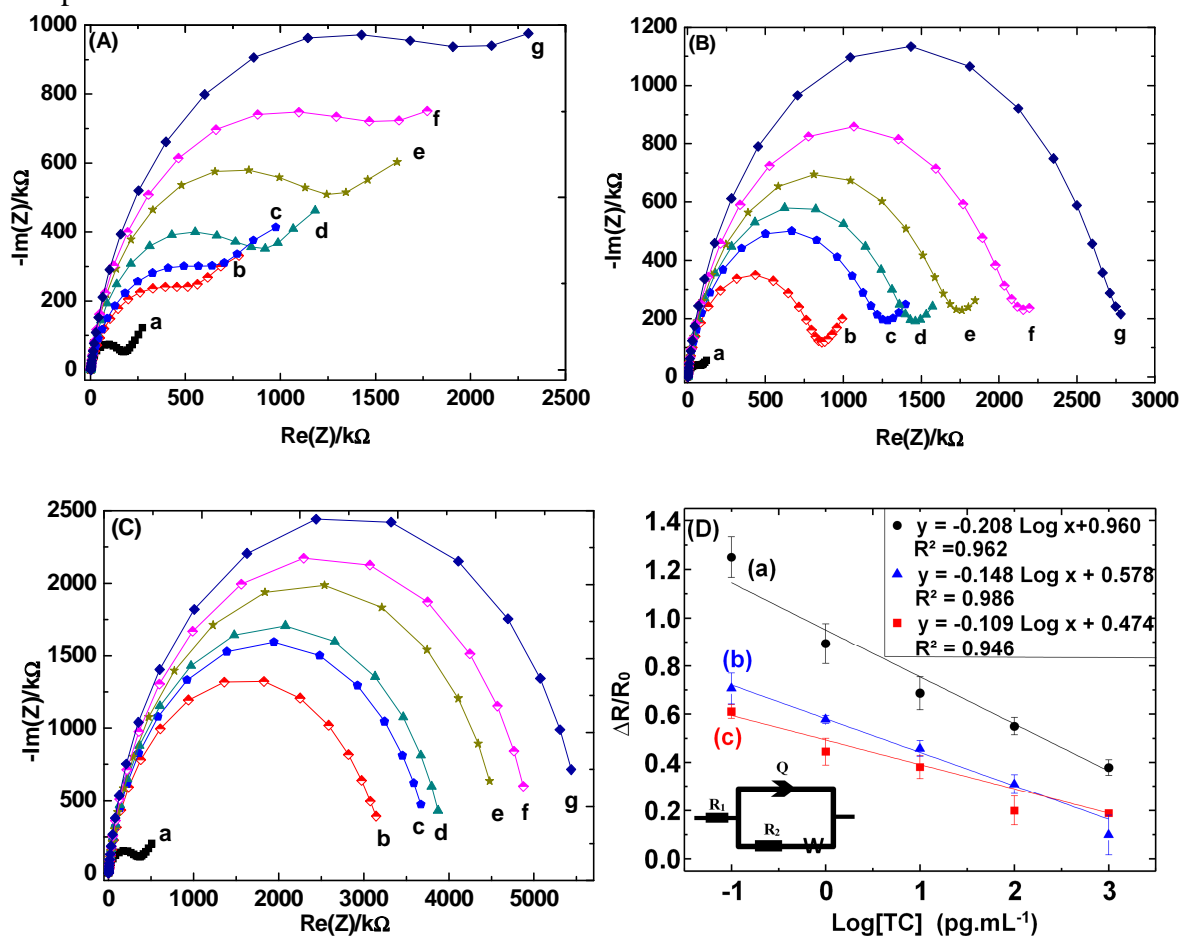 (A)
1000
800
600
400
200
0
-Im(Z)/kΩ
g
f
e
c
d
b
a
0 500 1000 1500 2000 2500
Re(Z)/kΩ
(B)
1200
1000
800
600
400
200
0
-Im(Z)/kΩ
a
b c d e f g
0 500 1000 1500 2000 2500 3000
Re(Z)/kΩ
(C)
2500
2000
1500
1000
500
0
-Im(Z)/kΩ
a
b c d e f g
0 1000 2000 3000 4000 5000
Re(Z)/kΩ
(D)
1.4
1.2
1.0
0.8
0.6
0.4
0.2
0.0
ΔR/R₀
y = -0.208 Log x+0.960
R² =0.962
y = -0.148 Log x + 0.578
R² = 0.986
y = -0.109 Log x + 0.474
R² = 0.946
(a)
(b)
(c)
Q
R₁
R₂
W
-1 0 1 2 3
Log[TC] (pg.mL⁻¹)